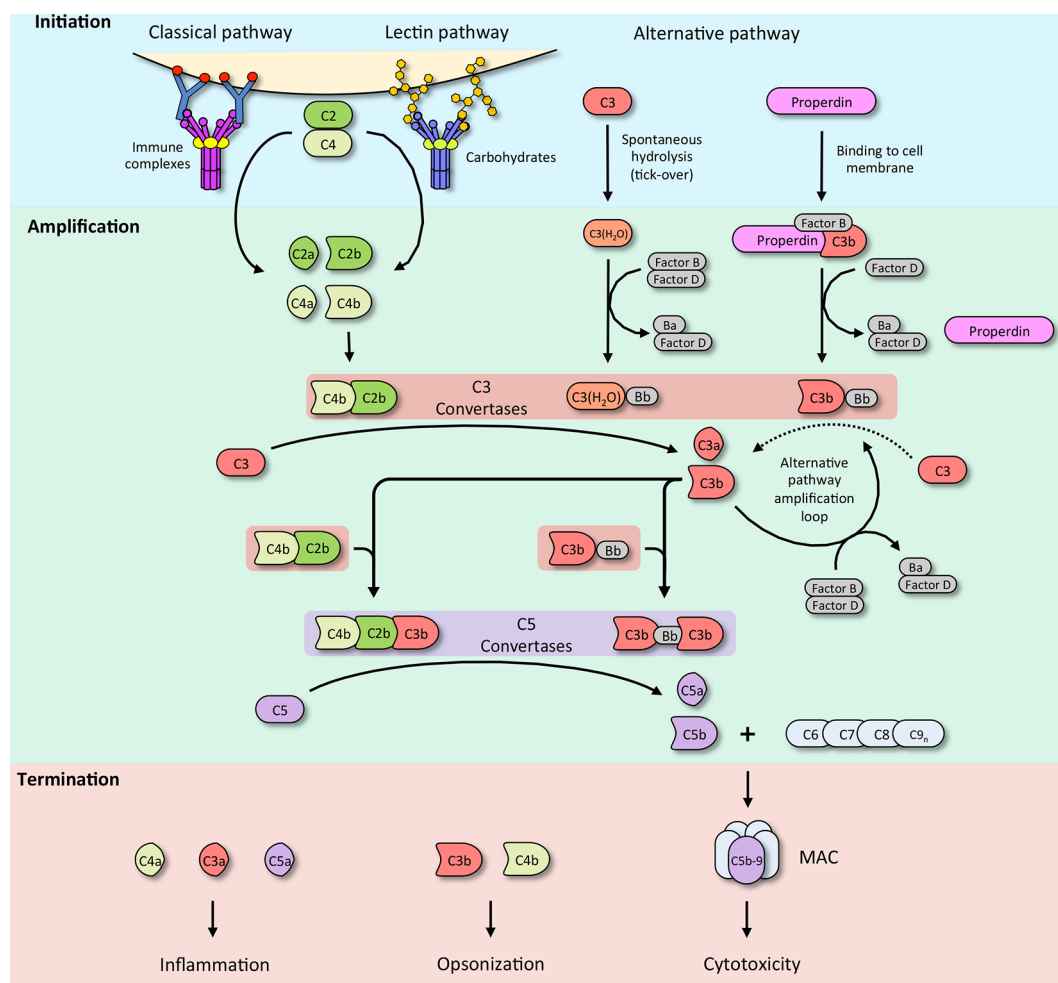 Initiation
Classical pathway
Lectin pathway
Alternative pathway
C2
C4
Immune
complexes
Carbohydrates
C3
Spontaneous
hydrolysis
(tick-over)
Properdin
Binding to cell
membrane
Amplification
C2a
C2b
C4a
C4b
C3(H2O)
Factor B
Factor D
Ba
Factor D
Factor B
Properdin
C3b
Factor D
Ba
Factor D
Properdin
C4b
C2b
C3
Convertases
C3(H2O)
Bb
C3b
Bb
C3
C3a
C3b
Alternative
pathway
amplification
loop
C3
C4b
C2b
C3b
Bb
Factor B
Factor D
Ba
Factor D
C4b
C2b
C3b
C5
Convertases
C3b
Bb
C3b
C5
C5a
C5b
+
C6
C7
C8
C9n
Termination
C4a
C3a
C5a
C3b
C4b
C5b-9
MAC
Inflammation
Opsonization
Cytotoxicity